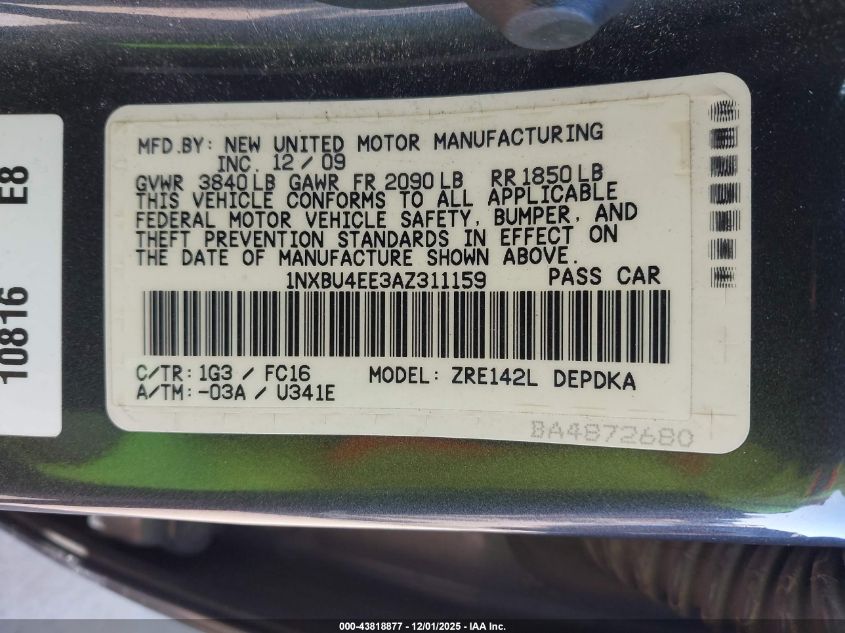 MFD.BY: NEW UNITED MOTOR MANUFACTURING
INC. 12 / 09
GVWR 3840 LB GAWR FR 2090 LB RR 1850 LB
THIS VEHICLE CONFORMS TO ALL APPLICABLE
FEDERAL MOTOR VEHICLE SAFETY, BUMPER, AND
THEFT PREVENTION STANDARDS IN EFFECT ON
THE DATE OF MANUFACTURE SHOWN ABOVE.
1NXBU4EE3AZ311159 PASS CAR
C/TR: 1G3 / FC16 MODEL: ZRE142L DEPDKA
A/TM: -03A / U341E
BA4872680
10816 E8
000-43818877 - 12/01/2025 - IAA Inc.